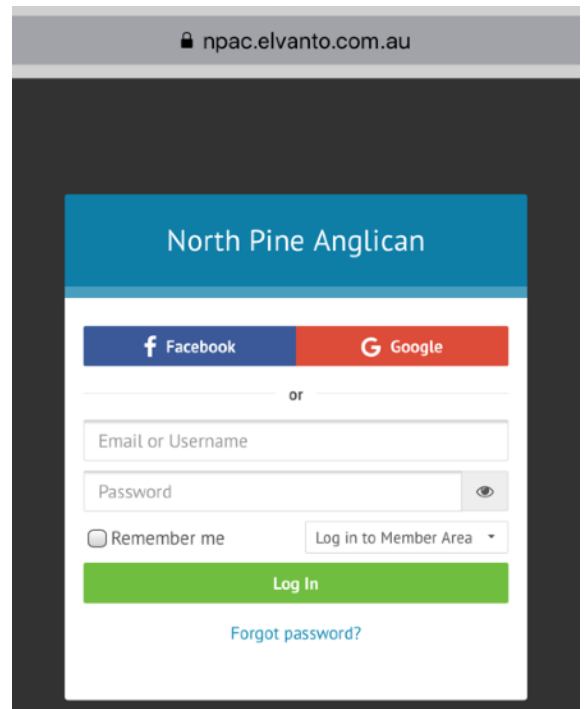 npac.elvanto.com.au
North Pine Anglican
f Facebook
G Google
or
Email or Username
Password
Remember me
Log in to Member Area
Log In
Forgot password?